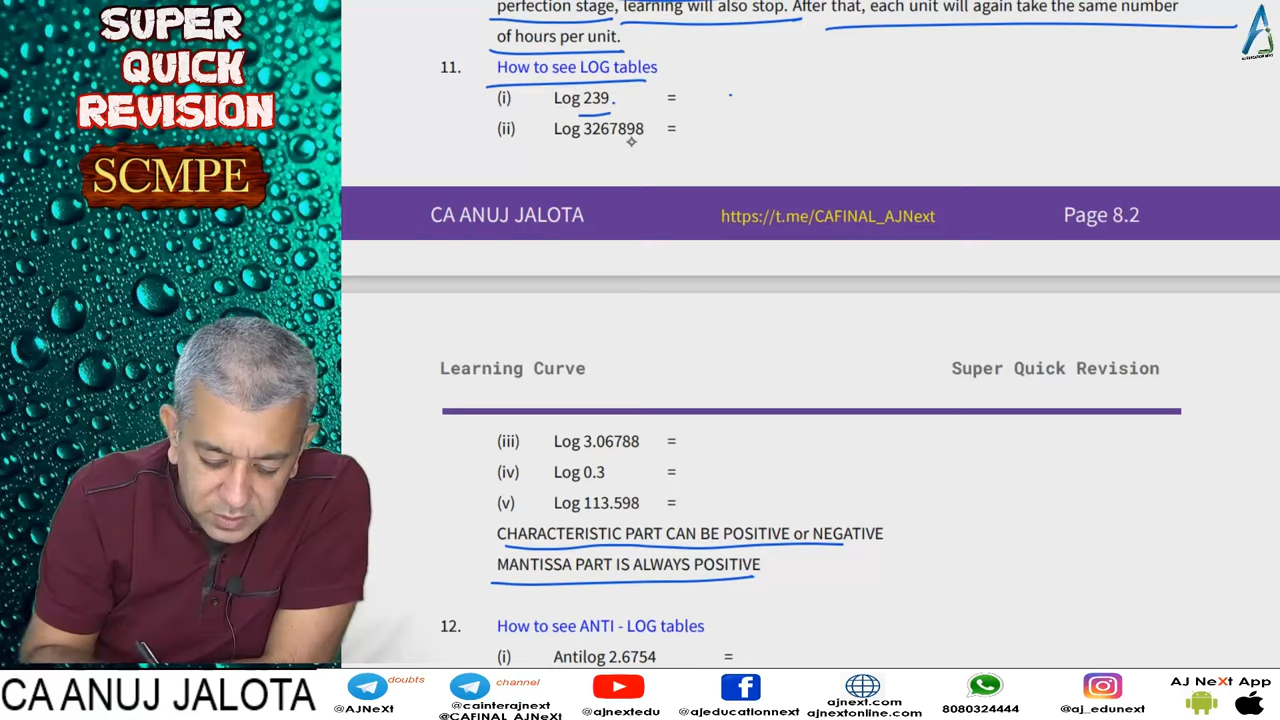 SUPER
QUICK
REVISION
SCMPE
perfection stage, learning will also stop. After that, each unit will again take the same number
of hours per unit.
11. How to see LOG tables
(i) Log 239 =
(ii) Log 3267898 =
CA ANUJ JALOTA https://t.me/CAFINAL_AJNext Page 8.2
Learning Curve Super Quick Revision
(iii) Log 3.06788 =
(iv) Log 0.3 =
(v) Log 113.598 =
CHARACTERISTIC PART CAN BE POSITIVE or NEGATIVE
MANTISSA PART IS ALWAYS POSITIVE
12. How to see ANTI - LOG tables
(i) Antilog 2.6754 =
CA ANUJ JALOTA
doubts
@AJNeXt
channel
@cainterajnext
@CAFINAL_AJNeXt
@ajnextedu
@ajeducationnext
ajnext.com
ajnextonline.com
8080324444
@aj_edunext
AJ NeXt App